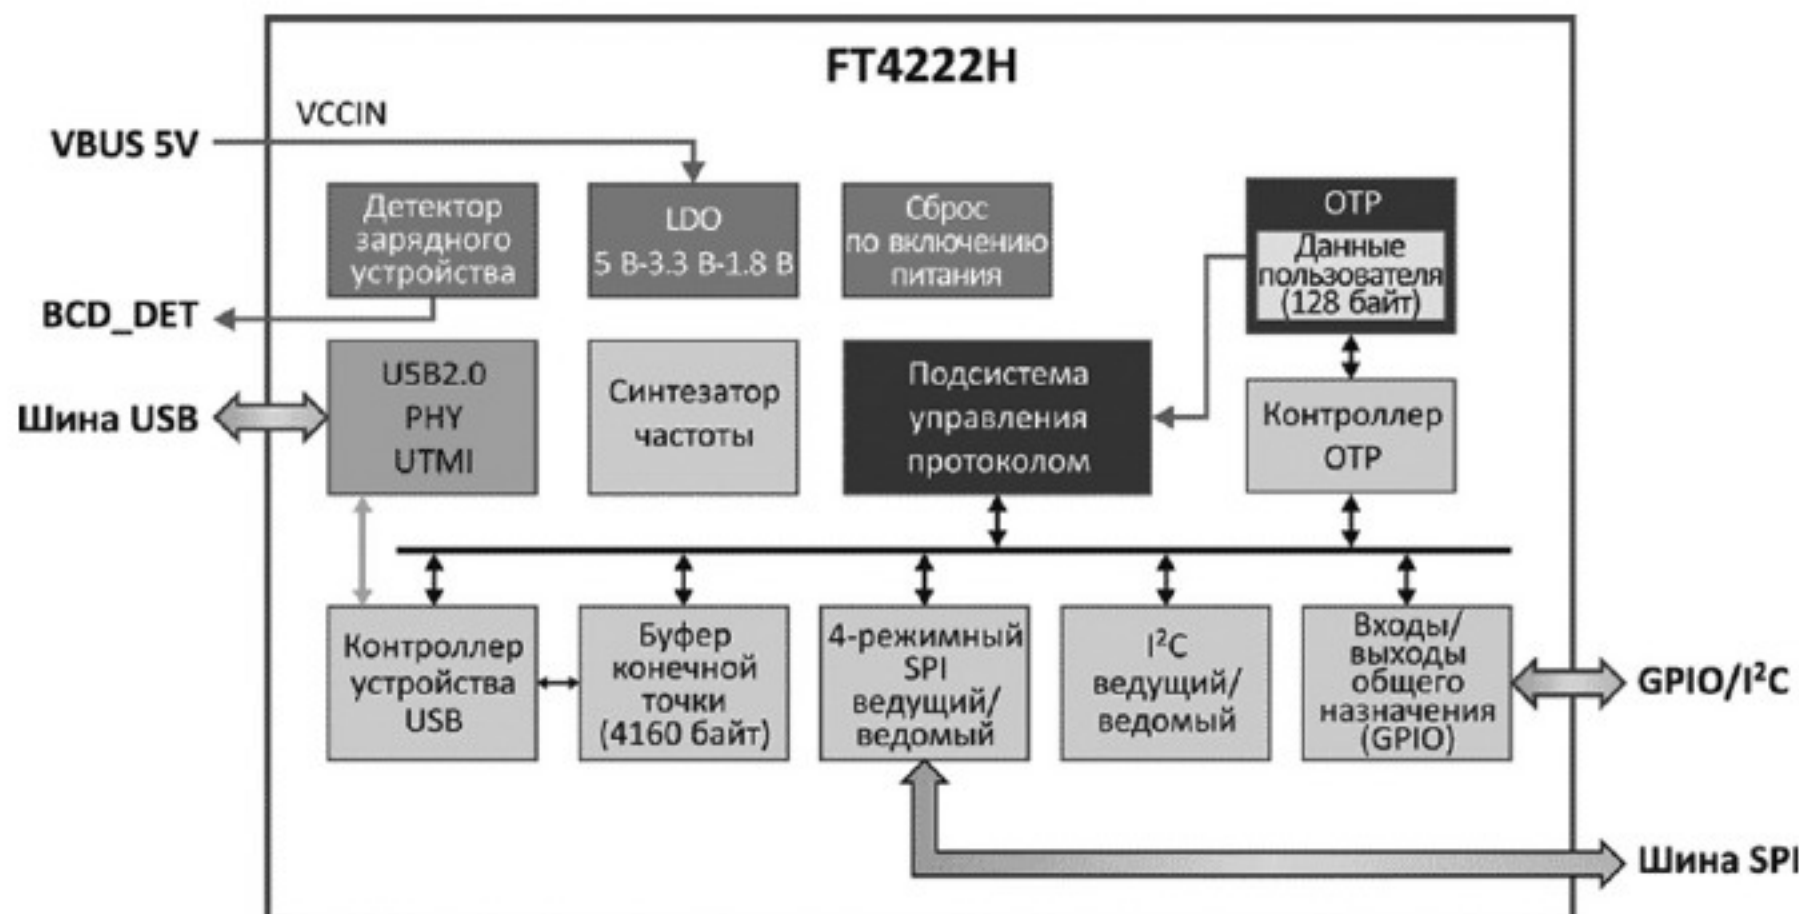 FT4222H
VCCIN
VBUS 5V
Детектор
зарядного
устройства
LDO
5 В-3.3 В-1.8 В
Сброс
по включению
питания
OTP
Данные
пользователя
(128 байт)
BCD_DET
Шина USB
USB2.0
PHY
UTMI
Синтезатор
частоты
Подсистема
управления
протоколом
Контроллер
OTP
Контроллер
устройства
USB
Буфер
конечной
точки
(4160 байт)
4-режимный
SPI
ведущий/
ведомый
I²C
ведущий/
ведомый
Входы/
выходы
общего
назначения
(GPIO)
GPIO/I²C
Шина SPI